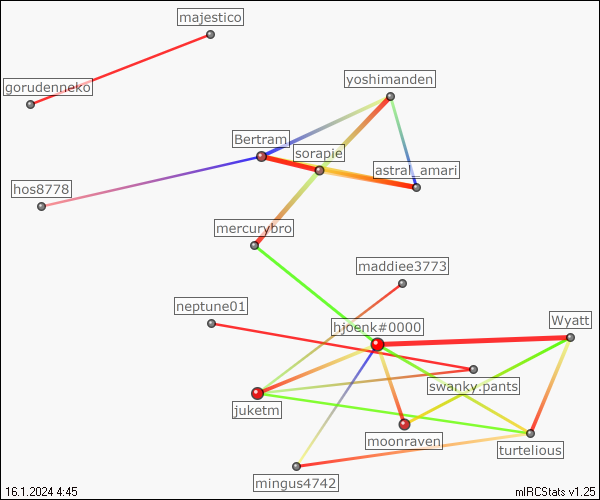 majestico
gorudenneko
yoshimanden
Bertram
sorapie
astral_amari
hos8778
mercurybro
maddiee3773
neptune01
hjoenk#0000
Wyatt
swanky.pants
juketm
moonraven
turtelious
mingus4742
16.1.2024 4:45
mIRCStats v1.25